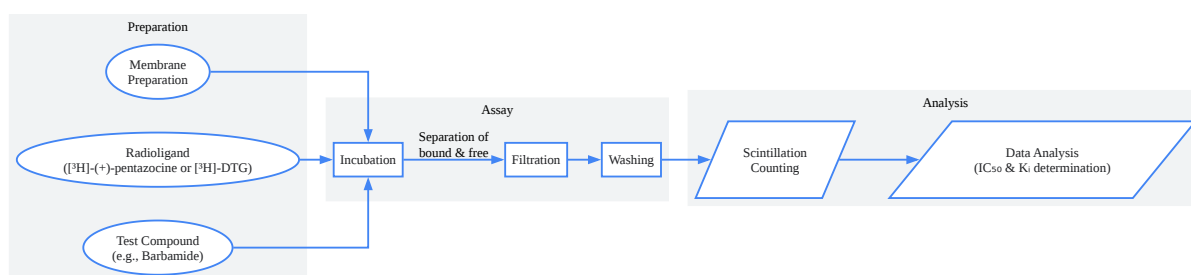 Preparation
Membrane
Preparation
Radioligand
([³H]-(+)-pentazocine or [³H]-DTG)
Test Compound
(e.g., Barbamide)
Assay
Incubation
Separation of
bound & free
Filtration
Washing
Analysis
Scintillation
Counting
Data Analysis
(IC₅₀ & Kᵢ determination)